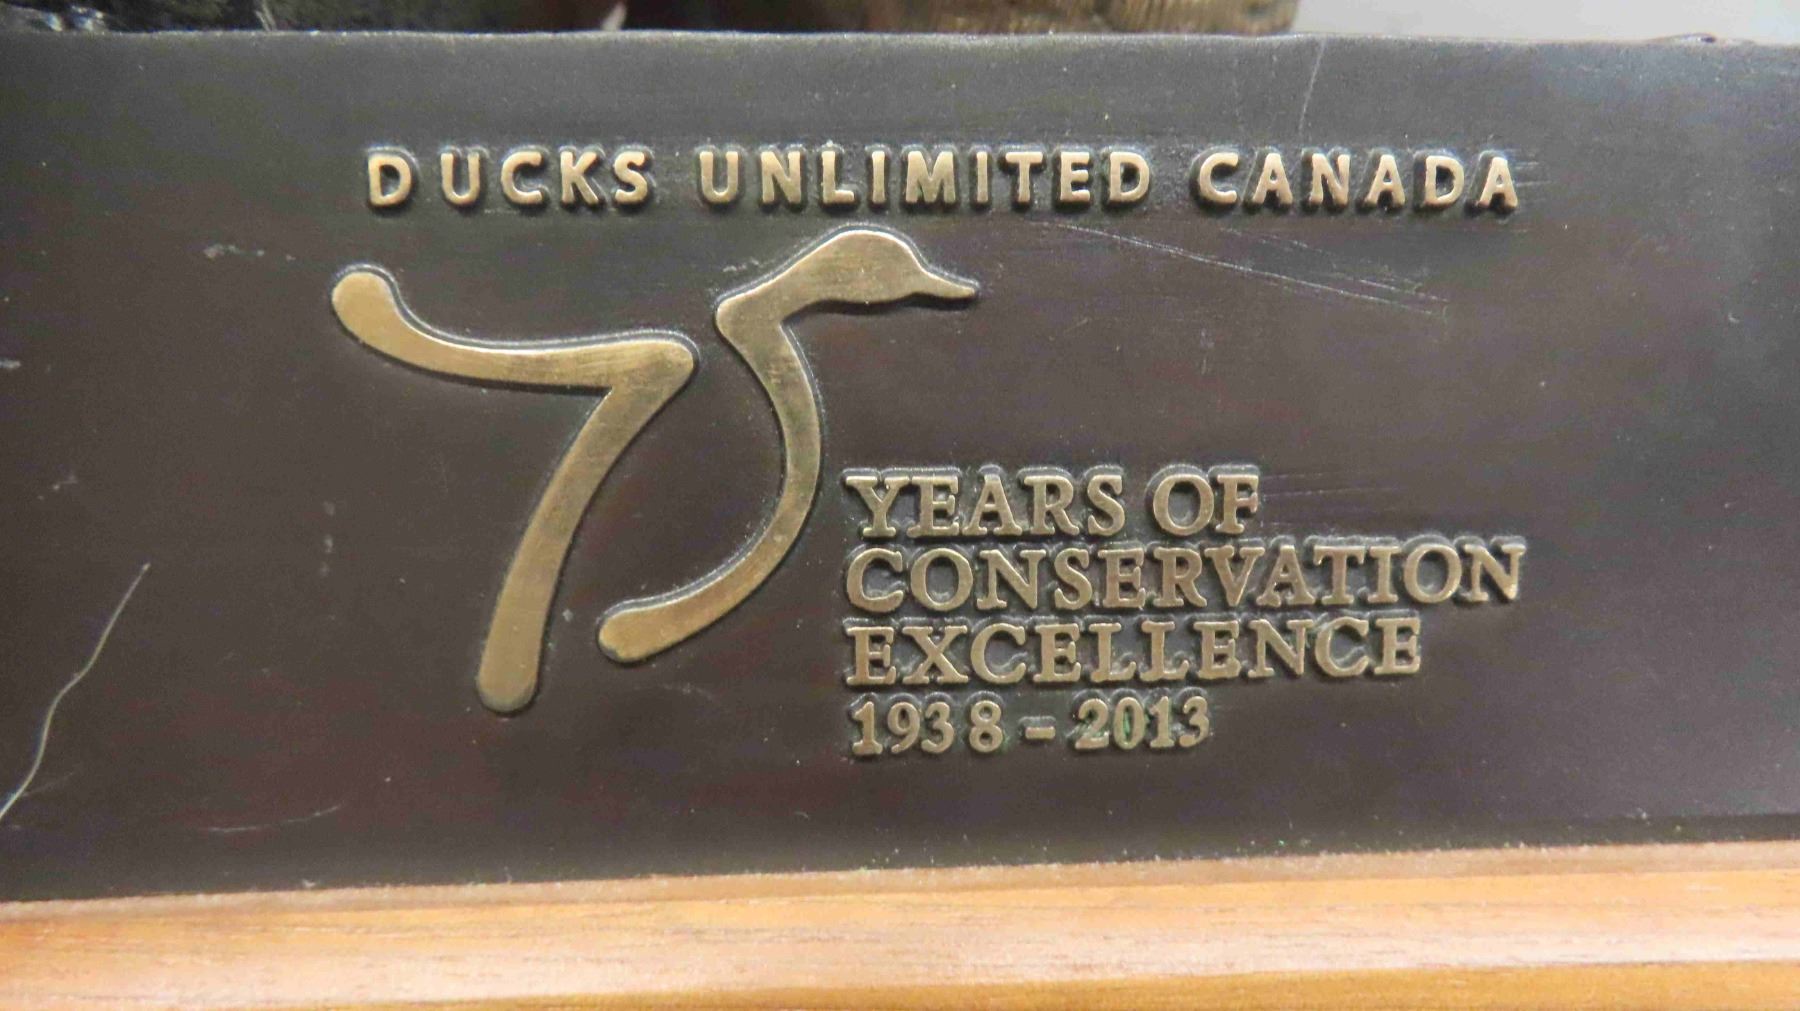 DUCKS UNLIMITED CANADA
75
YEARS OF
CONSERVATION
EXCELLENCE
1938 - 2013